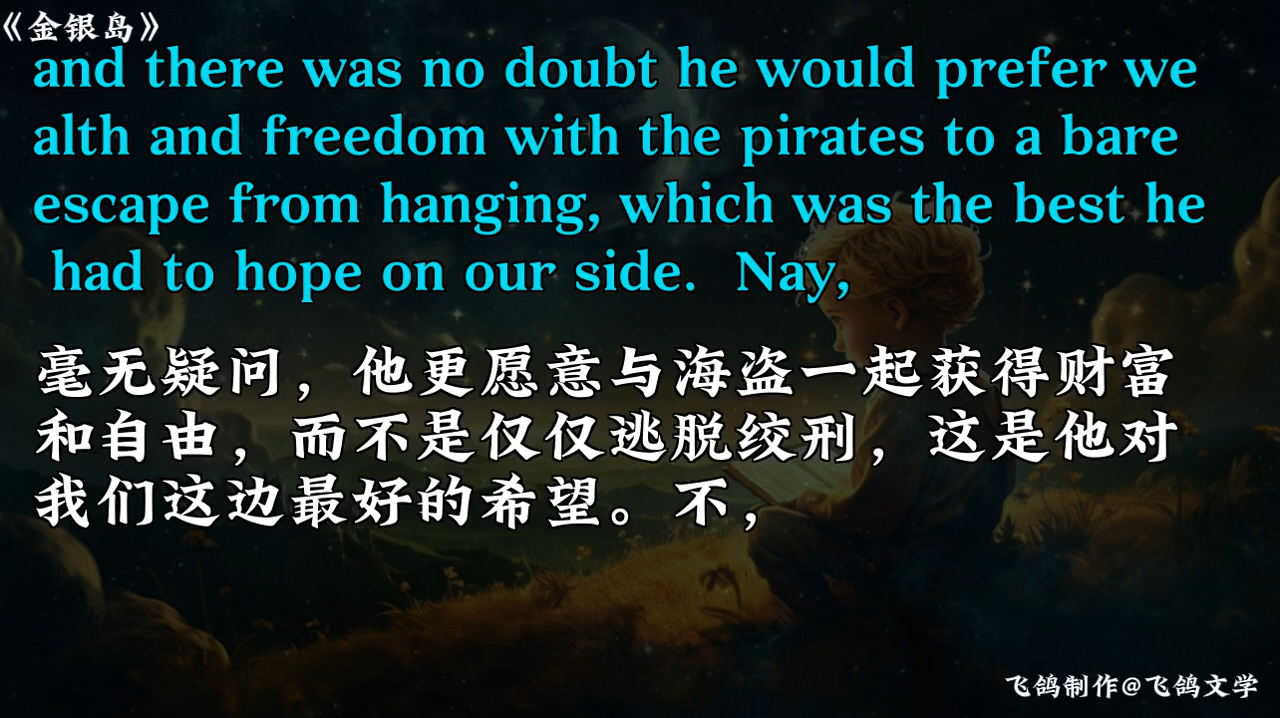 《金银岛》
and there was no doubt he would prefer we
alth and freedom with the pirates to a bare
escape from hanging, which was the best he
had to hope on our side.  Nay,
毫无疑问，他更愿意与海盗一起获得财富
和自由，而不是仅仅逃脱绞刑，这是他对
我们这边最好的希望。不，
飞鸽制作@飞鸽文学